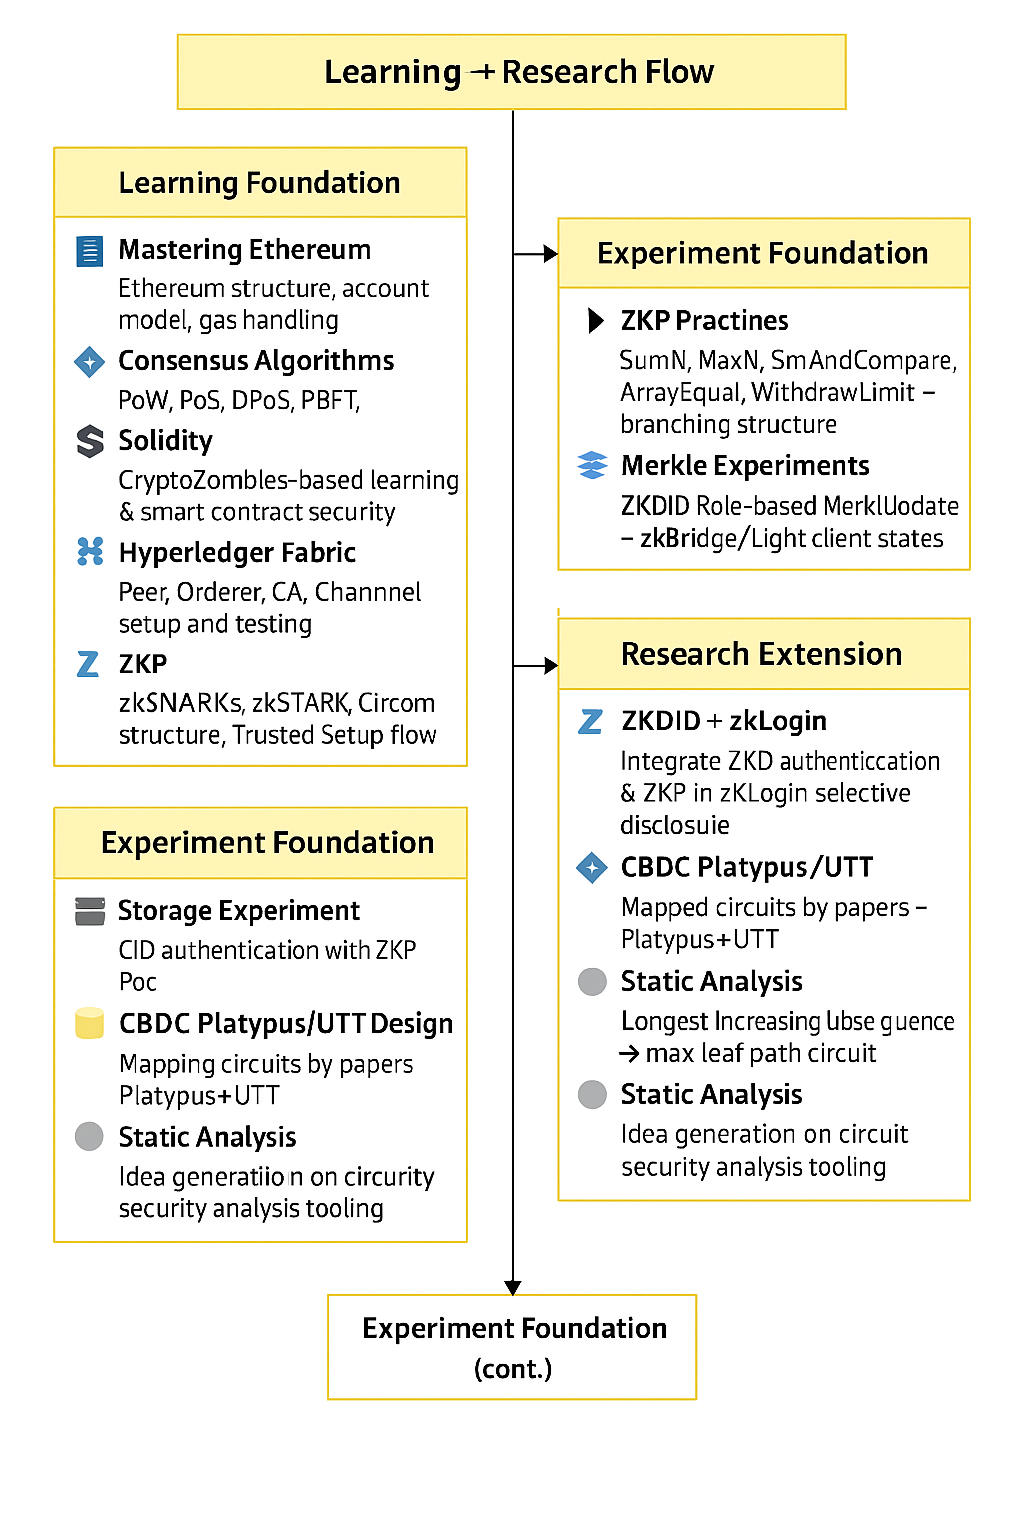 Learning → Research Flow
Learning Foundation
Mastering Ethereum
Ethereum structure, account
model, gas handling
Consensus Algorithms
PoW, PoS, DPoS, PBFT,
Solidity
CryptoZombles-based learning
& smart contract security
Hyperledger Fabric
Peer, Orderer, CA, Channnel
setup and testing
ZKP
zkSNARKs, zkSTARK, Circom
structure, Trusted Setup flow
Experiment Foundation
Storage Experiment
CID authentication with ZKP
Poc
CBDC Platypus/UTT Design
Mapping circuits by papers
Platypus+UTT
Static Analysis
Idea generatiion on circurity
security analysis tooling
Experiment Foundation
ZKP Practines
SumN, MaxN, SmAndCompare,
ArrayEqual, WithdrawLimit –
branching structure
Merkle Experiments
ZKDID Role-based MerklUodate
– zkBridge/Light client states
Research Extension
ZKDID + zkLogin
Integrate ZKD authenticcation
& ZKP in zKLogin selective
disclosuie
CBDC Platypus/UTT
Mapped circuits by papers –
Platypus+UTT
Static Analysis
Longest Increasing Ubse guence
→ max leaf path circuit
Static Analysis
Idea generation on circuit
security analysis tooling
Experiment Foundation
(cont.)